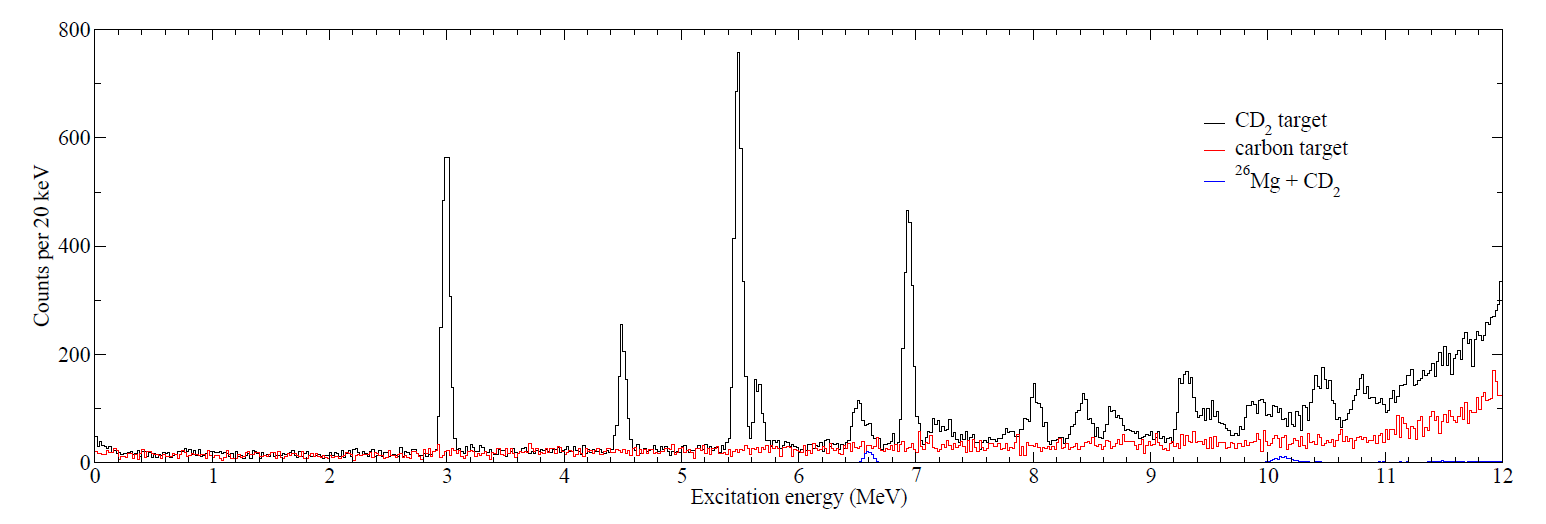 800
600
400
200
0
Counts per 20 keV
CD2 target
carbon target
26Mg + CD2
0 1 2 3 4 5 6 7 8 9 10 11 12
Excitation energy (MeV)